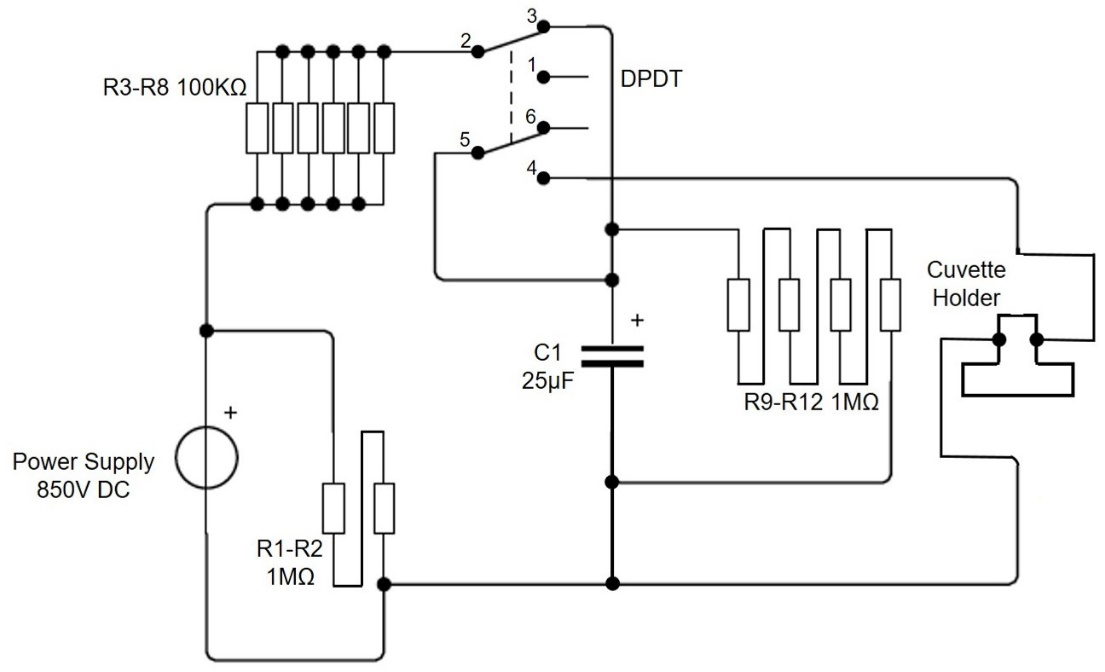 3
2
1
DPDT
R3-R8 100KΩ
6
5
4
Cuvette
Holder
+
C1
25μF
R9-R12 1MΩ
+
Power Supply
850V DC
R1-R2
1MΩ